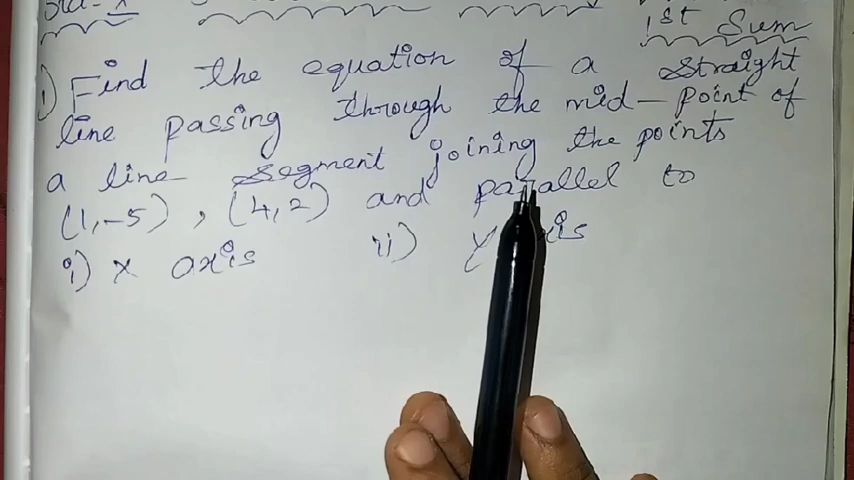 1st Sum
1) Find the equation of a straight
line passing through the mid-point of
a line segment joining the points
(1,-5), (4,2) and parallel to
i) x axis ii) y